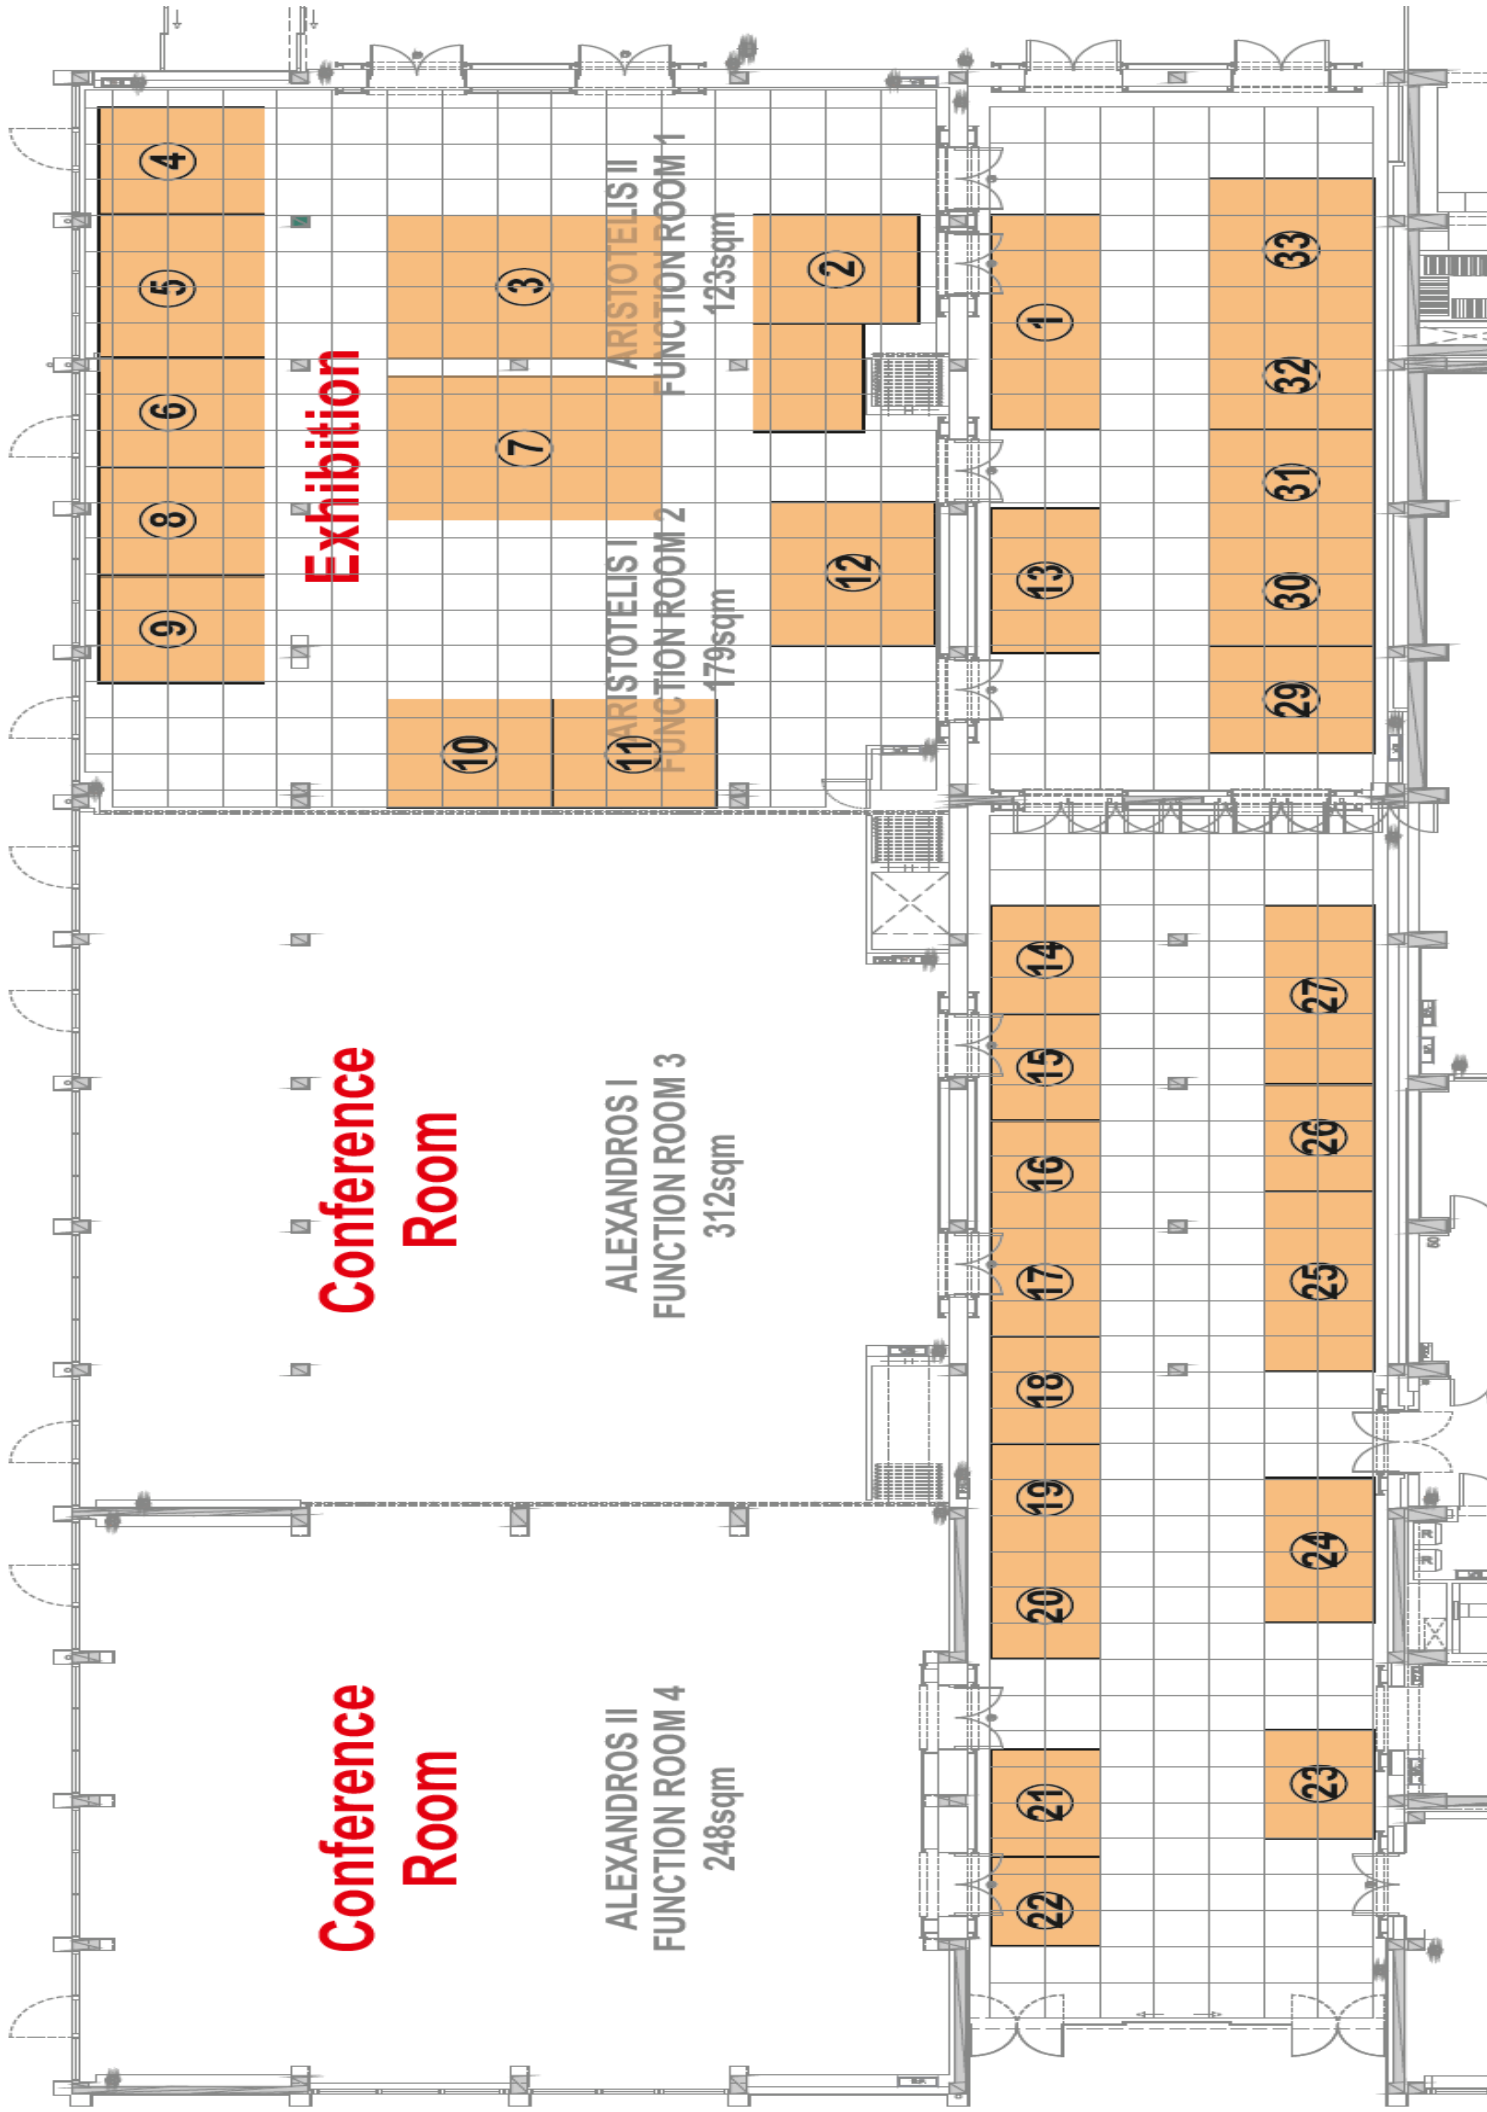 Exhibition
ARISTOTELIS II
FUNCTION ROOM 1
123sqm
ARISTOTELIS I
FUNCTION ROOM 2
179sqm
Conference
Room
ALEXANDROS I
FUNCTION ROOM 3
312sqm
Conference
Room
ALEXANDROS II
FUNCTION ROOM 4
248sqm
1
2
3
4
5
6
7
8
9
10
11
12
13
14
15
16
17
18
19
20
21
22
23
24
25
26
27
29
30
31
32
33